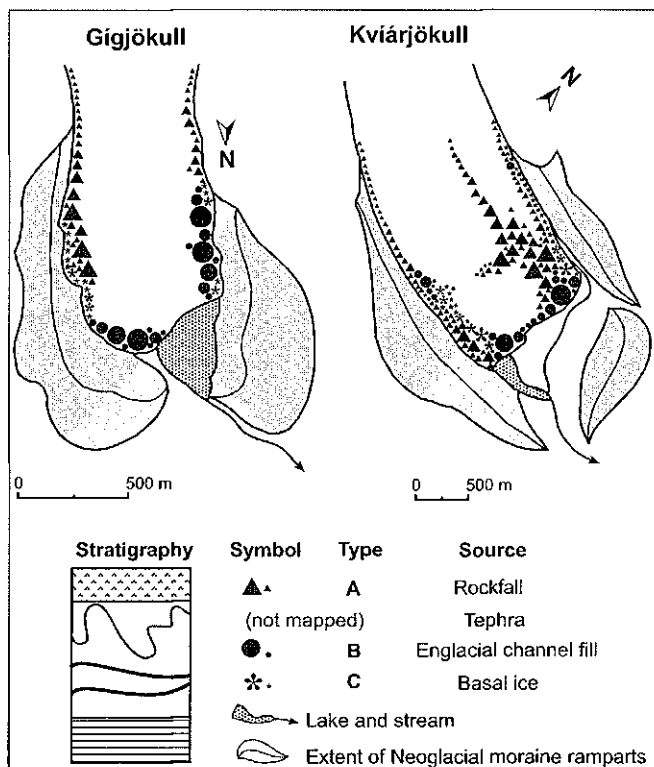 Gígjökull
Kvíárjökull
N
N
0 500 m
0 500 m
Stratigraphy Symbol Type Source
A Rockfall
(not mapped) Tephra
B Englacial channel fill
C Basal ice
Lake and stream
Extent of Neoglacial moraine ramparts